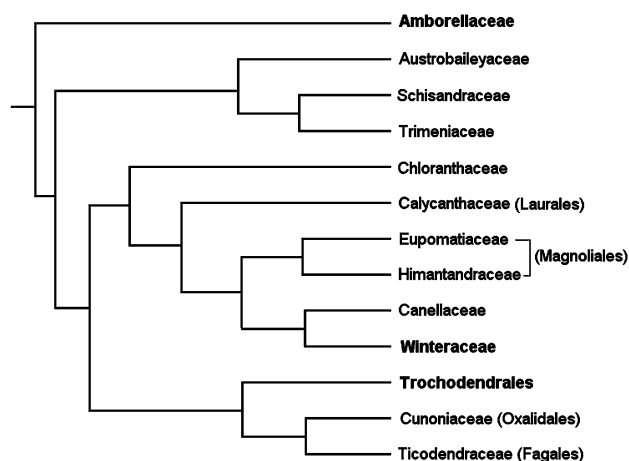 Amborellaceae
Austrobaileyaceae
Schisandraceae
Trimeniaceae
Chloranthaceae
Calycanthaceae (Laurales)
Eupomatiaceae
(Magnoliales)
Himantandraceae
Canellaceae
Winteraceae
Trochodendrales
Cunoniaceae (Oxalidales)
Ticodendraceae (Fagales)